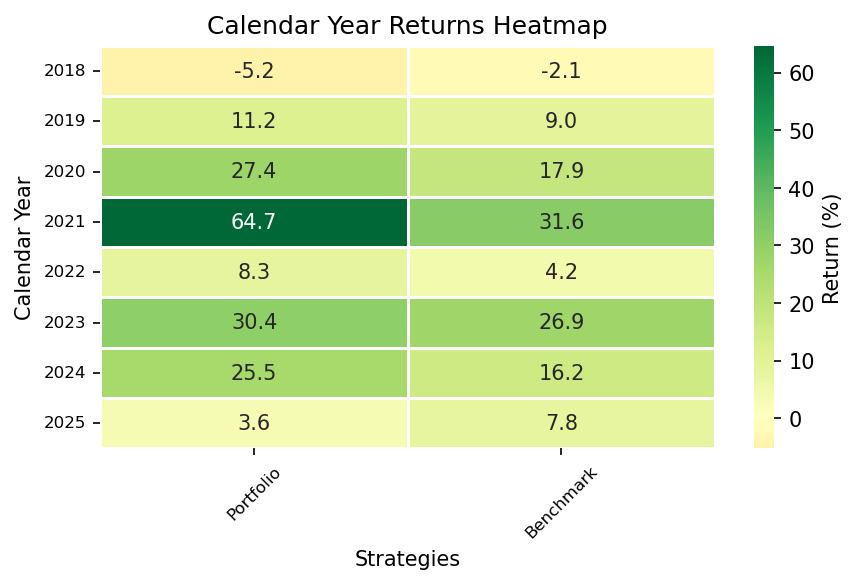 Calendar Year Returns Heatmap
Calendar Year
2018 -5.2 -2.1
2019 11.2 9.0
2020 27.4 17.9
2021 64.7 31.6
2022 8.3 4.2
2023 30.4 26.9
2024 25.5 16.2
2025 3.6 7.8
Portfolio Benchmark
Strategies
60
50
40
30
20
10
0
Return (%)